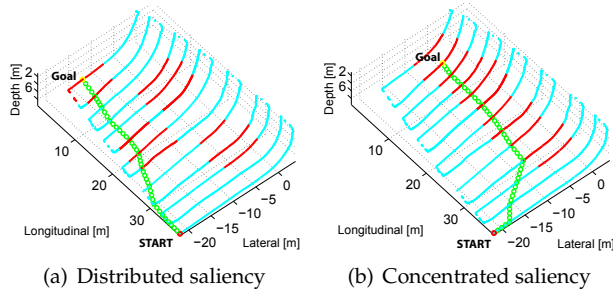 Goal
2
6
Depth [m]
10
20
30
Longitudinal [m]
START
−20
−15
−10
−5
0
Lateral [m]
(a) Distributed saliency
Goal
2
6
Depth [m]
10
20
30
Longitudinal [m]
START
−20
−15
−10
−5
0
Lateral [m]
(b) Concentrated saliency